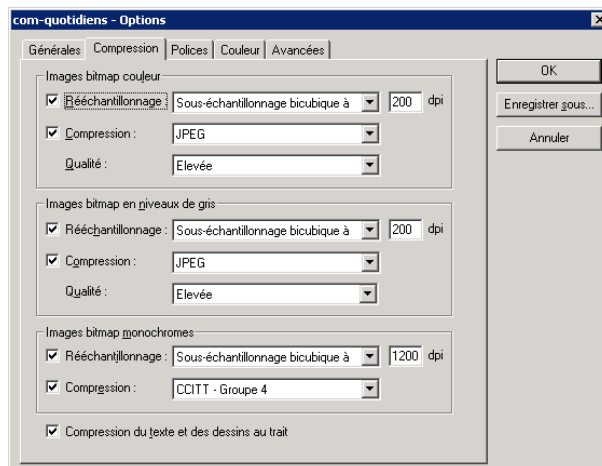 com-quotidiens - Options
Générales Compression Polices Couleur Avancées
Images bitmap couleur
Rééchantillonnage : Sous-échantillonnage bicubique à 200 dpi
Compression : JPEG
Qualité : Elevée
Images bitmap en niveaux de gris
Rééchantillonnage : Sous-échantillonnage bicubique à 200 dpi
Compression : JPEG
Qualité : Elevée
Images bitmap monochromes
Rééchantillonnage : Sous-échantillonnage bicubique à 1200 dpi
Compression : CCITT - Groupe 4
Compression du texte et des dessins au trait
OK
Enregistrer sous...
Annuler